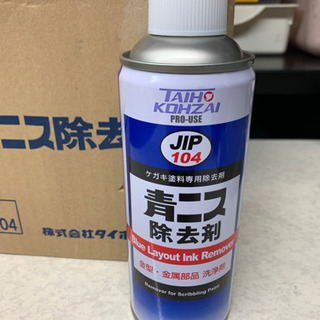 TAIHO
KOHZAI
PRO-USE
JIP
104
ケガキ塗料専用除去剤
青ニス
除去剤
Blue Layout Ink Remover
金型・金属部品 洗浄剤
Remover for Scribbling Paint
青ニス除去
株式会社タイホ
04